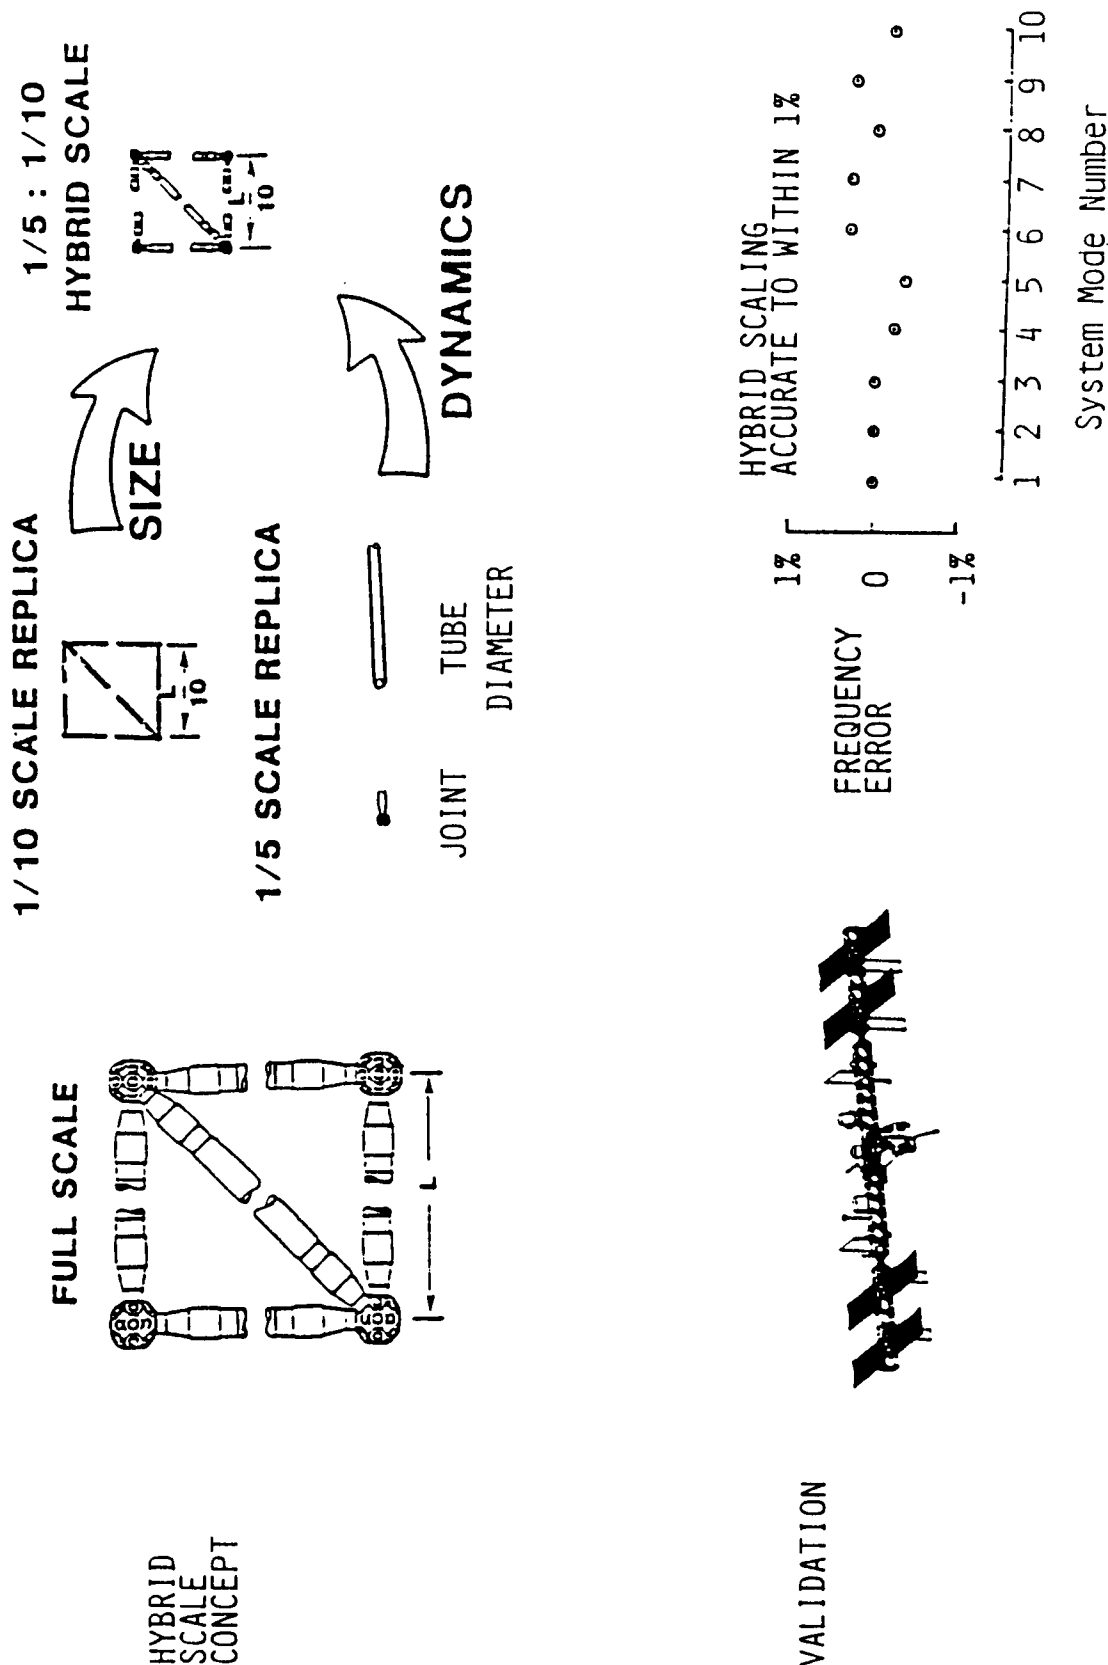 HYBRID
SCALE
CONCEPT
FULL SCALE
L
1/10 SCALE REPLICA
L
10
SIZE
1/5 : 1/10
HYBRID SCALE
L
10
1/5 SCALE REPLICA
JOINT
TUBE
DIAMETER
DYNAMICS
VALIDATION
FREQUENCY
ERROR
1%
0
-1%
HYBRID SCALING
ACCURATE TO WITHIN 1%
1 2 3 4 5 6 7 8 9 10
System Mode Number